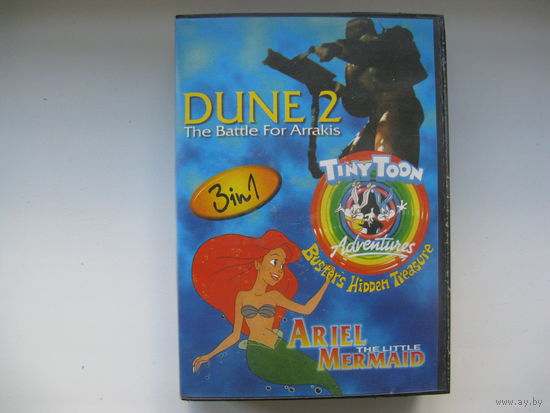 DUNE 2
The Battle For Arrakis
3in1
TINY TOON
Adventures
Buster's Hidden Treasure
ARIEL
THE LITTLE
MERMAID
www.ay.by